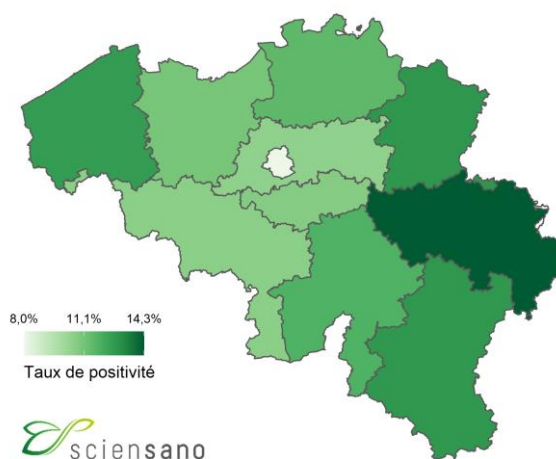 8,0% 11,1% 14,3%
Taux de positivité
sciensano